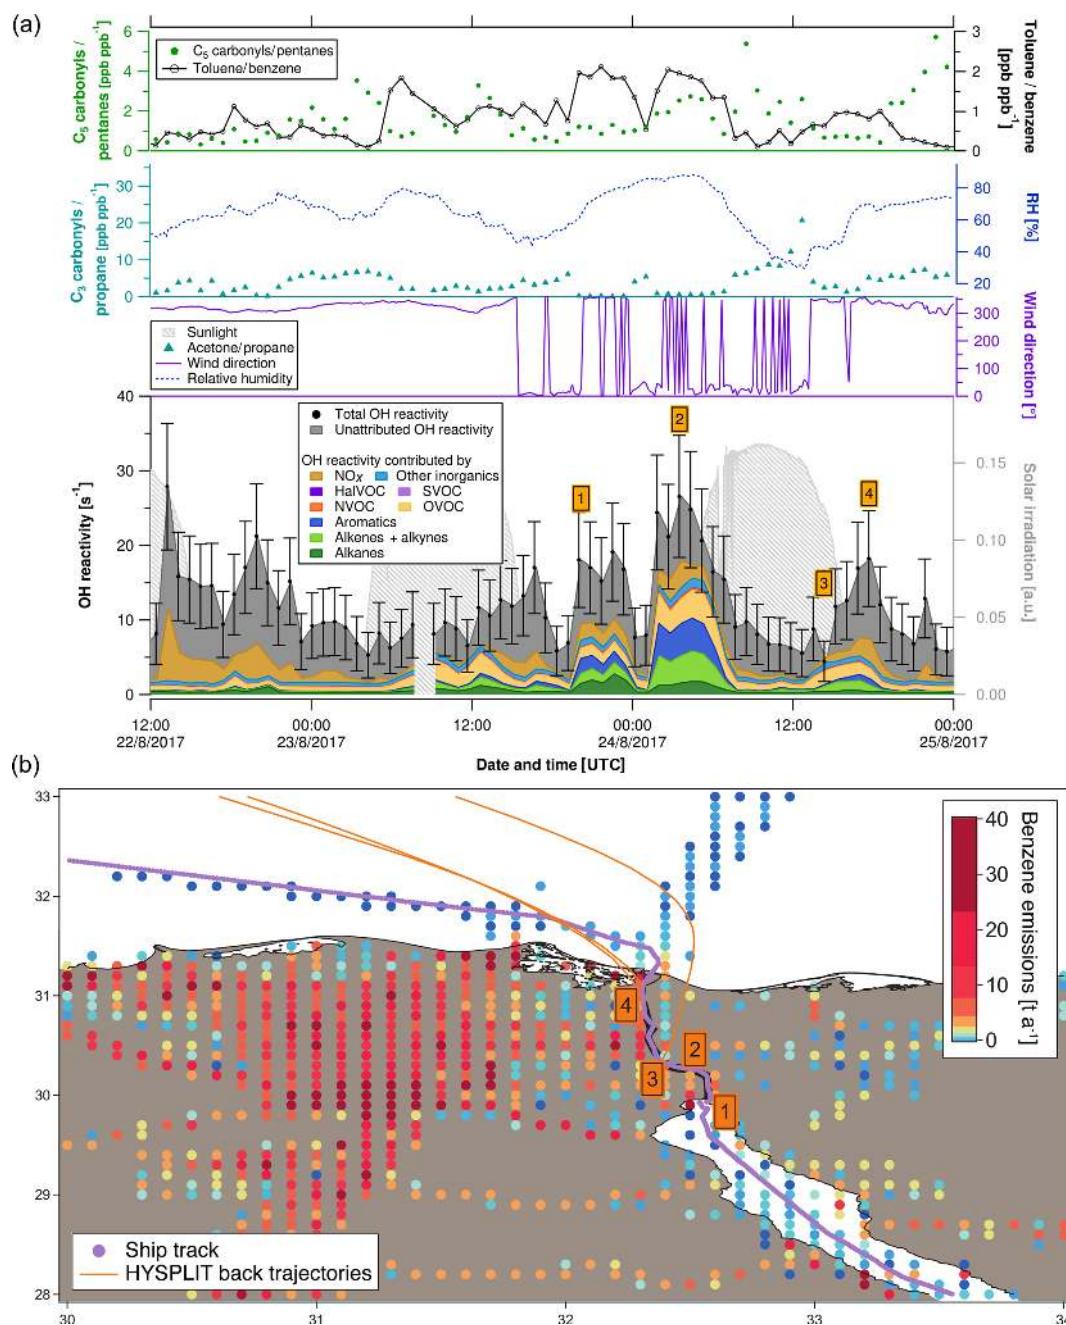 (a)
C5 carbonyls /
pentanes [ppb ppb-1]
6
4
2
0
C5 carbonyls/pentanes
Toluene/benzene
3
2
1
0
Toluene / benzene
[ppb ppb-1]
C3 carbonyls /
propane [ppb ppb-1]
30
20
10
0
80
60
40
20
RH [%]
Sunlight
Acetone/propane
Wind direction
Relative humidity
300
200
100
0
Wind direction [°]
OH reactivity [s-1]
40
30
20
10
0
Total OH reactivity
Unattributed OH reactivity
OH reactivity contributed by
NOx Other inorganics
HalVOC SVOC
NVOC OVOC
Aromatics
Alkenes + alkynes
Alkanes
1
2
3
4
0.15
0.10
0.05
0.00
Solar irradiation [a.u.]
12:00 00:00 12:00 00:00 12:00 00:00
22/8/2017 23/8/2017 24/8/2017 25/8/2017
Date and time [UTC]
(b)
33
32
31
30
29
28
40
30
20
10
0
Benzene emissions [t a-1]
4
2
3
1
Ship track
HYSPLIT back trajectories
30 31 32 33 34